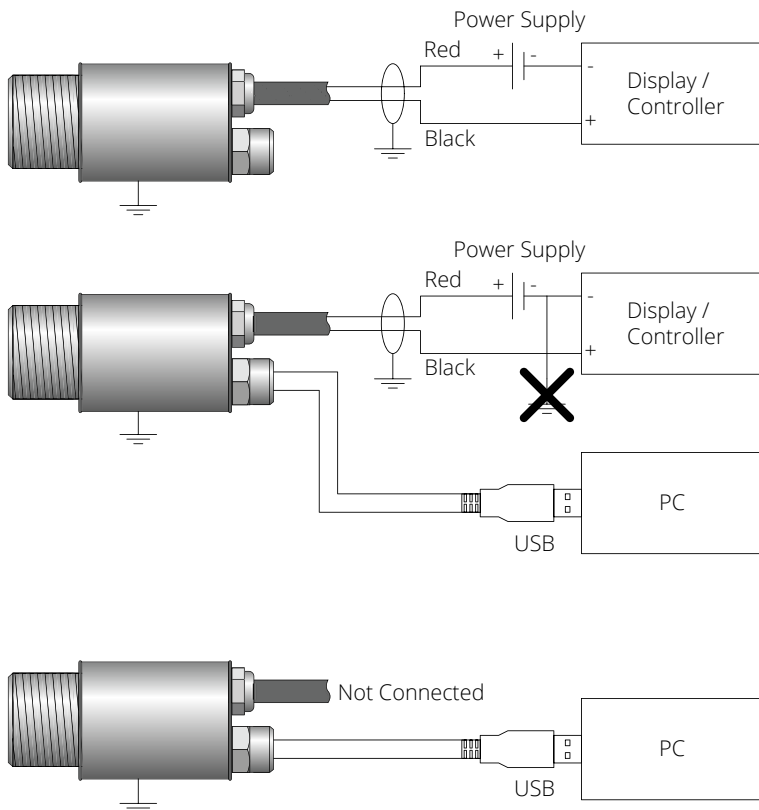 Power Supply
Red
+ -
-
Display /
Controller
+
Black
Power Supply
Red
+ -
-
Display /
Controller
+
Black
PC
USB
Not Connected
PC
USB